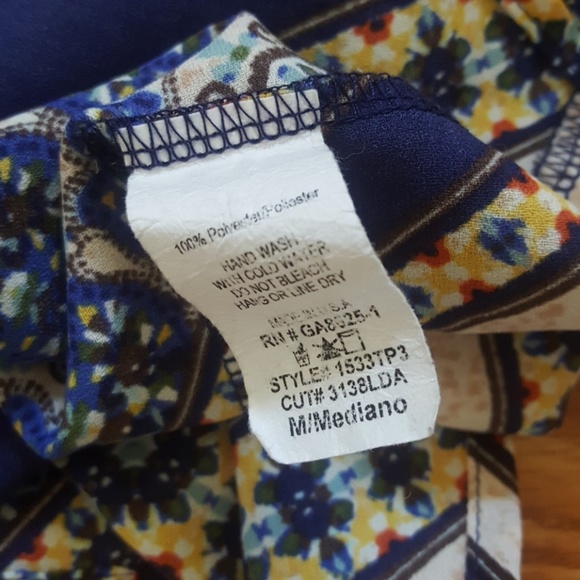 100% Polyester/Poliester
HAND WASH
WITH COLD WATER
DO NOT BLEACH
HANG OR LINE DRY
MADE IN U.S.A
RN # GA8625-1
STYLE# 1533TP3
CUT# 3138LDA
M/Mediano